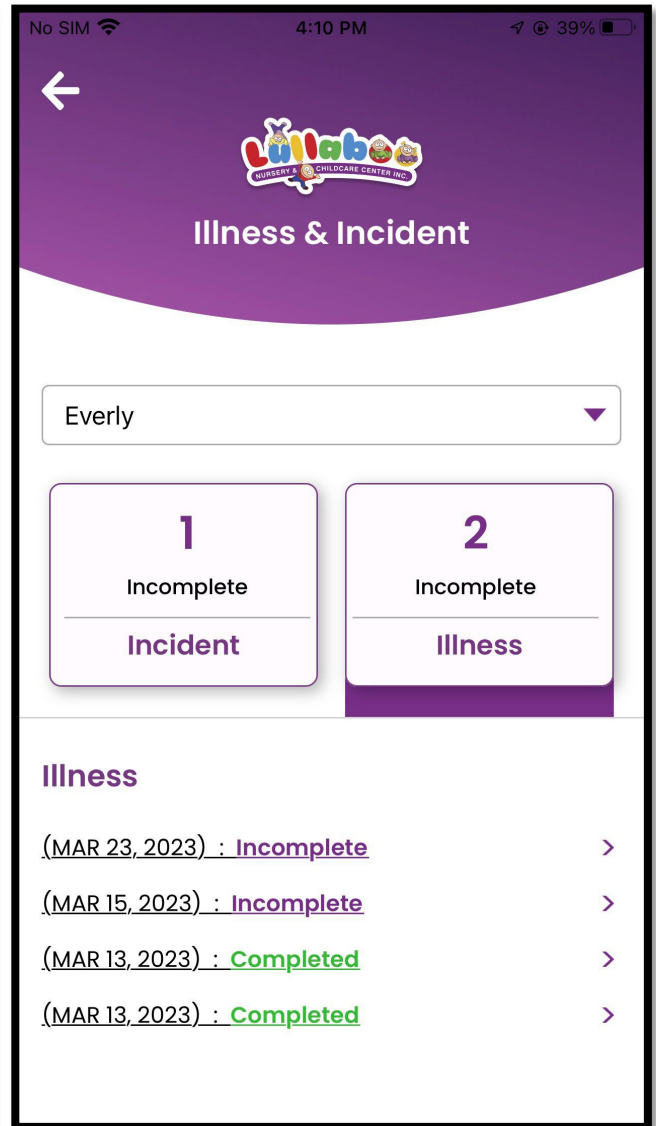 No SIM 4:10 PM 39%
Lullaboo
NURSERY & CHILDCARE CENTER INC.
Illness & Incident
Everly
1
Incomplete
Incident
2
Incomplete
Illness
Illness
(MAR 23, 2023) : Incomplete >
(MAR 15, 2023) : Incomplete >
(MAR 13, 2023) : Completed >
(MAR 13, 2023) : Completed >